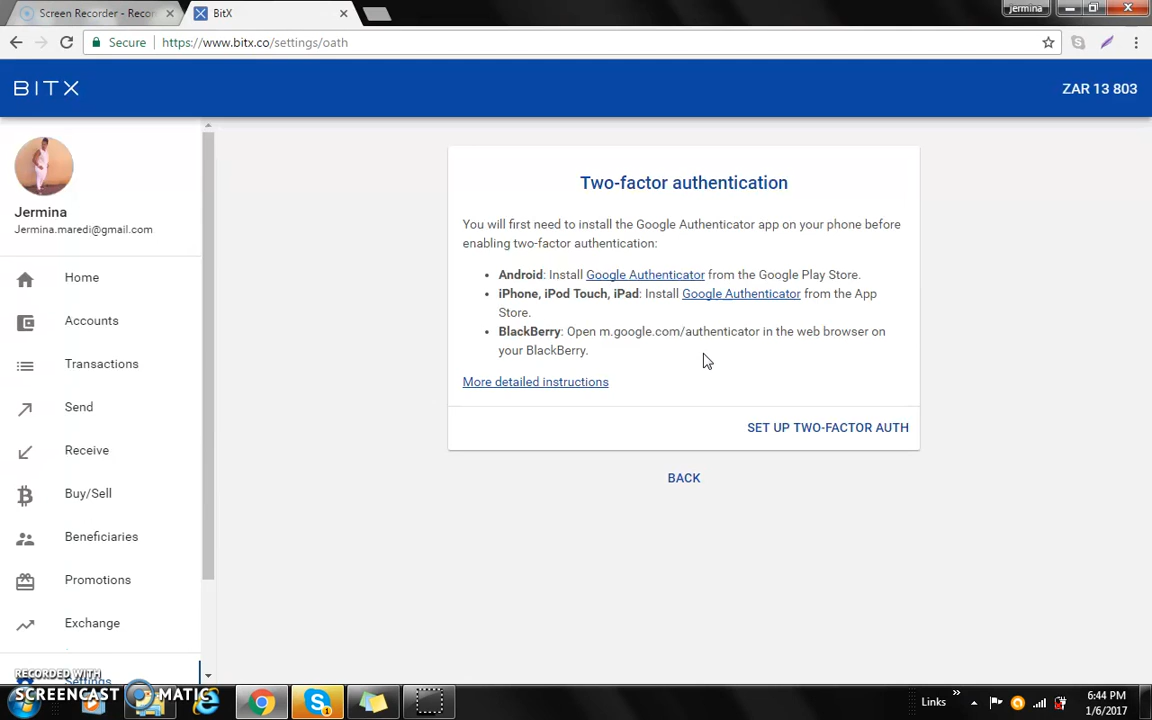 Screen Recorder - Recor
BitX
jermina
Secure
https://www.bitx.co/settings/oath
BITX
ZAR 13 803
Jermina
Jermina.maredi@gmail.com
Home
Accounts
Transactions
Send
Receive
Buy/Sell
Beneficiaries
Promotions
Exchange
Settings
Two-factor authentication
You will first need to install the Google Authenticator app on your phone before
enabling two-factor authentication:
• Android: Install Google Authenticator from the Google Play Store.
• iPhone, iPod Touch, iPad: Install Google Authenticator from the App
Store.
• BlackBerry: Open m.google.com/authenticator in the web browser on
your BlackBerry.
More detailed instructions
SET UP TWO-FACTOR AUTH
BACK
RECORDED WITH
SCREENCAST MATIC
1
Links
6:44 PM
1/6/2017